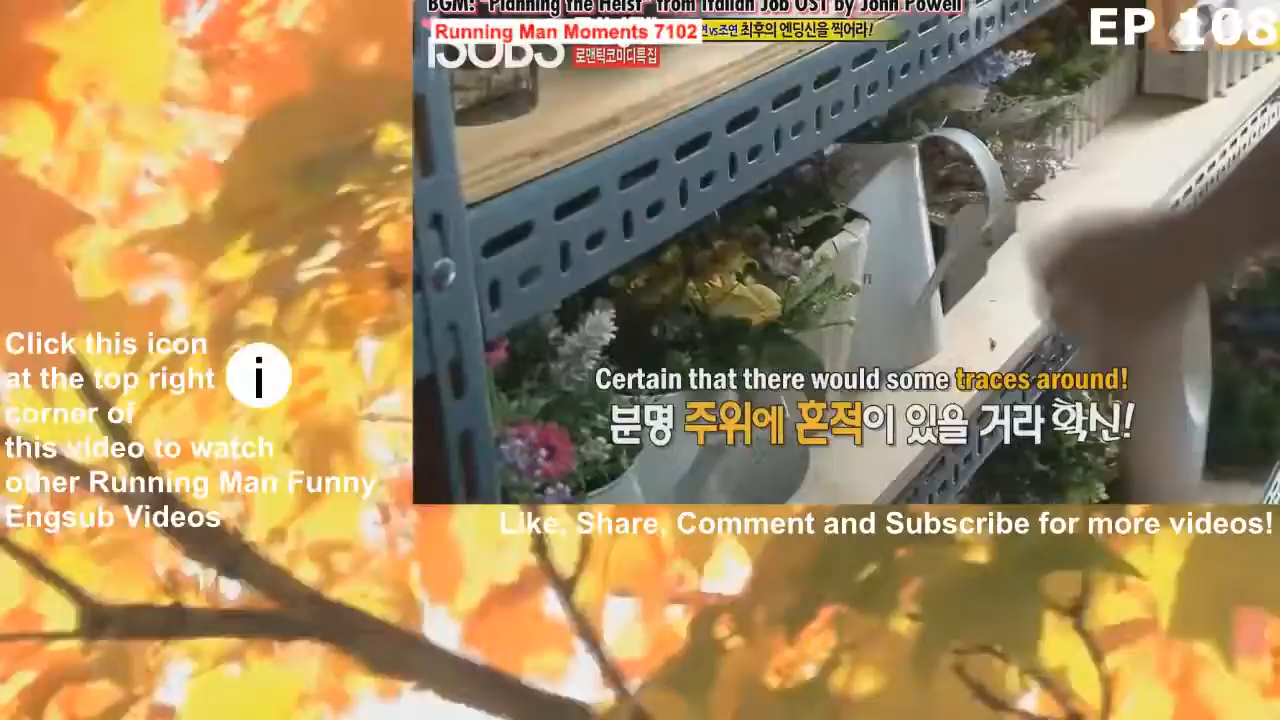 BGM: "Planning the Heist" from Italian Job OST by John Powell
Running Man Moments 7102
최후의 엔딩신을 찍어라!
EP 108
로맨틱코미디특집
Click this icon
at the top right
corner of
this video to watch
other Running Man Funny
Engsub Videos
i
Certain that there would some traces around!
분명 주위에 흔적이 있을 거라 확신!
Like, Share, Comment and Subscribe for more videos!